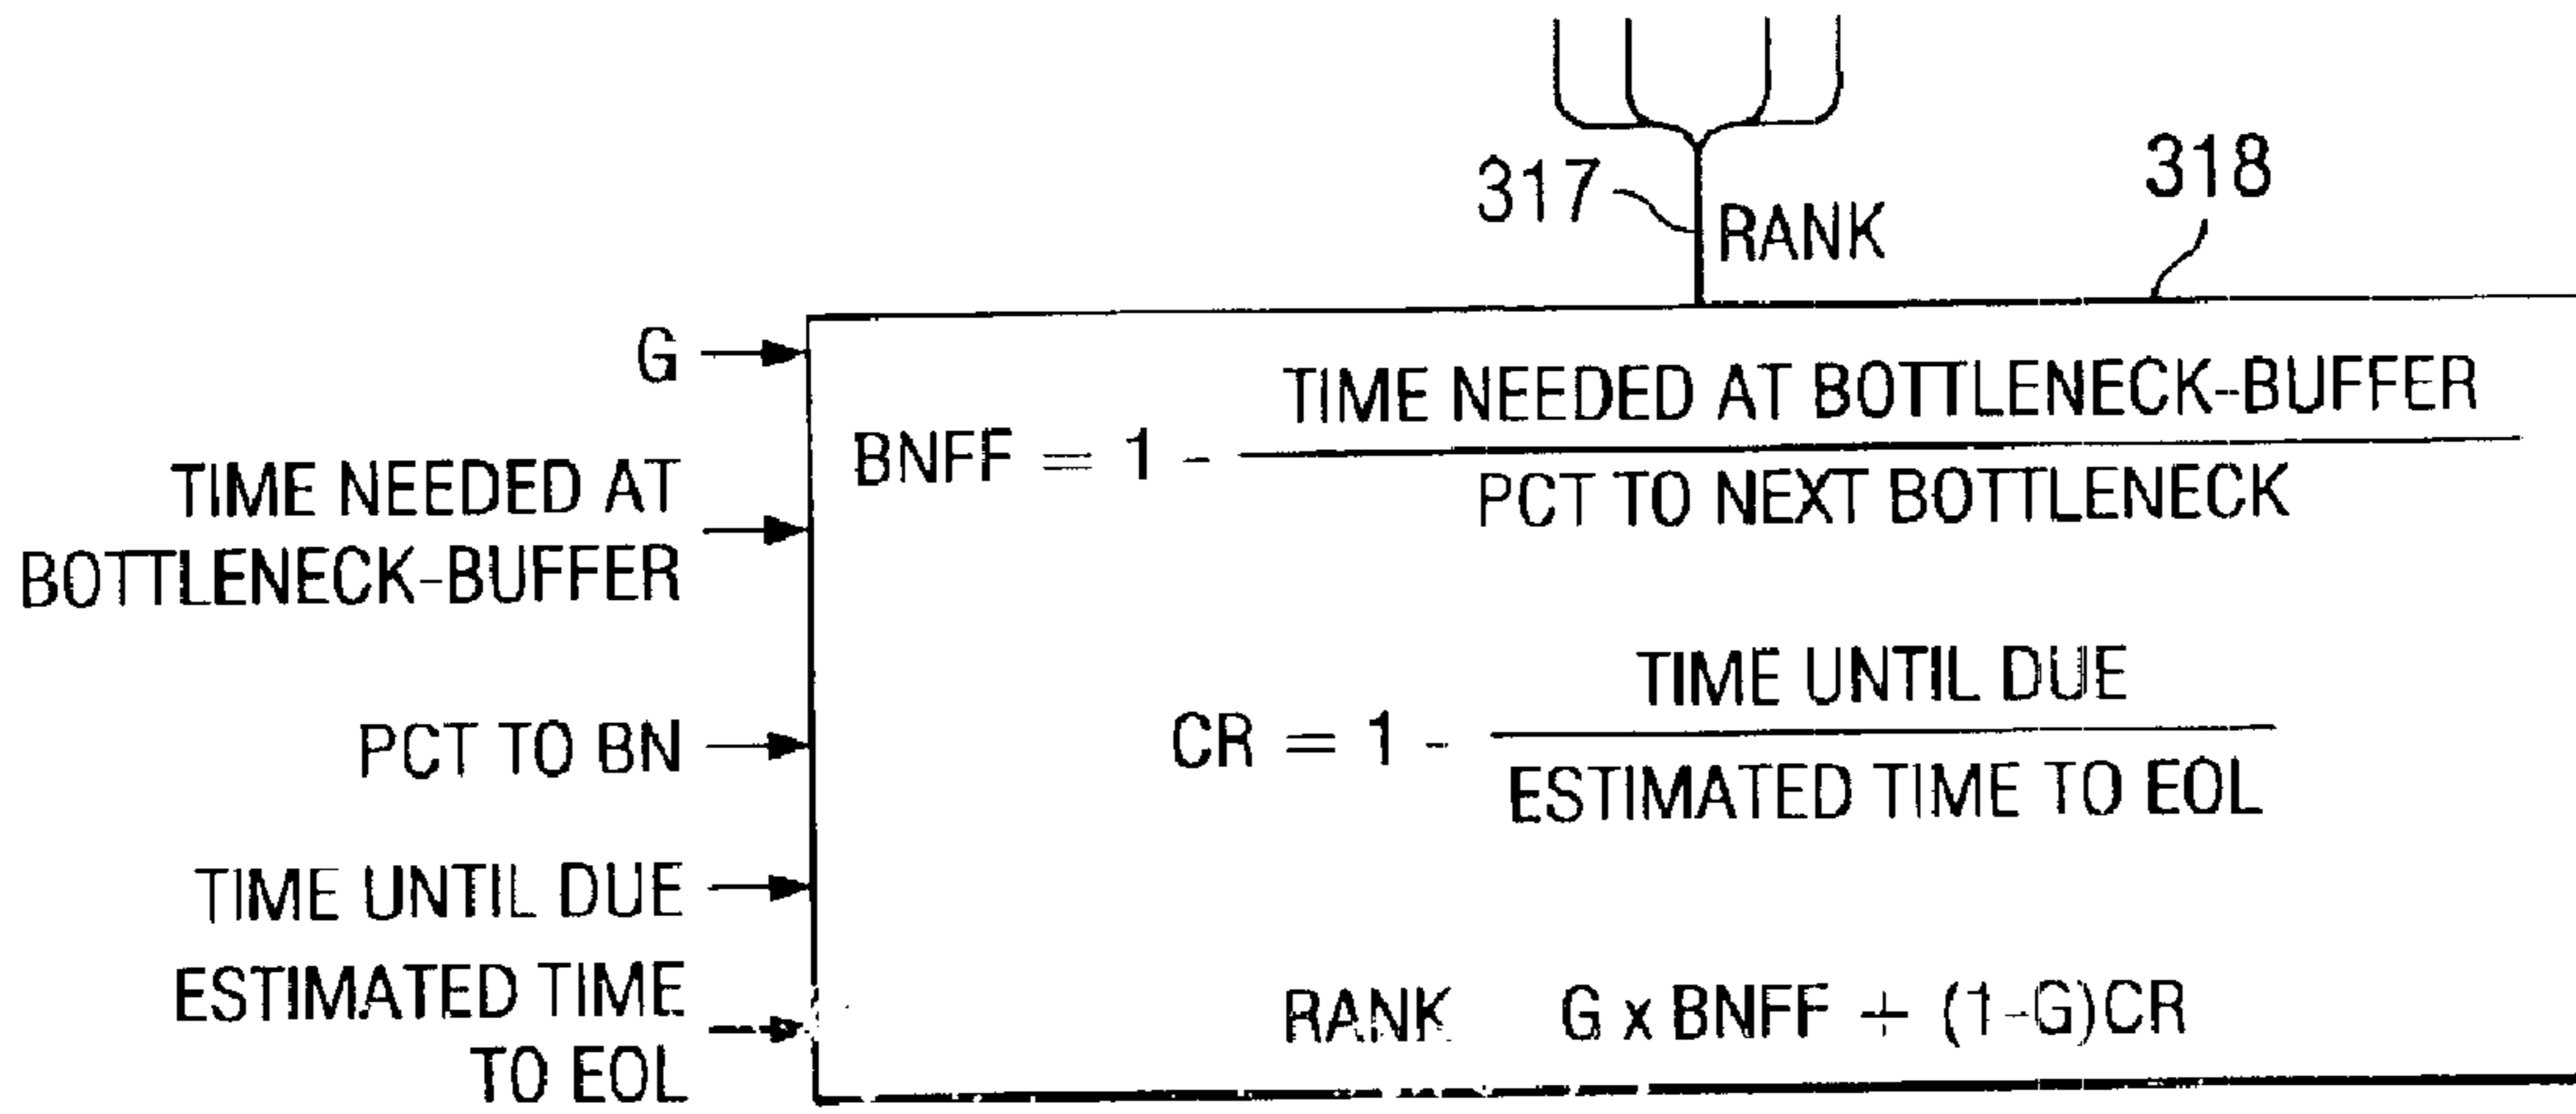 317
RANK
318
G
TIME NEEDED AT
BOTTLENECK-BUFFER
PCT TO BN
TIME UNTIL DUE
ESTIMATED TIME
TO EOL
BNFF = 1 - TIME NEEDED AT BOTTLENECK-BUFFER
PCT TO NEXT BOTTLENECK
CR = 1 - TIME UNTIL DUE
ESTIMATED TIME TO EOL
RANK G x BNFF + (1-G)CR